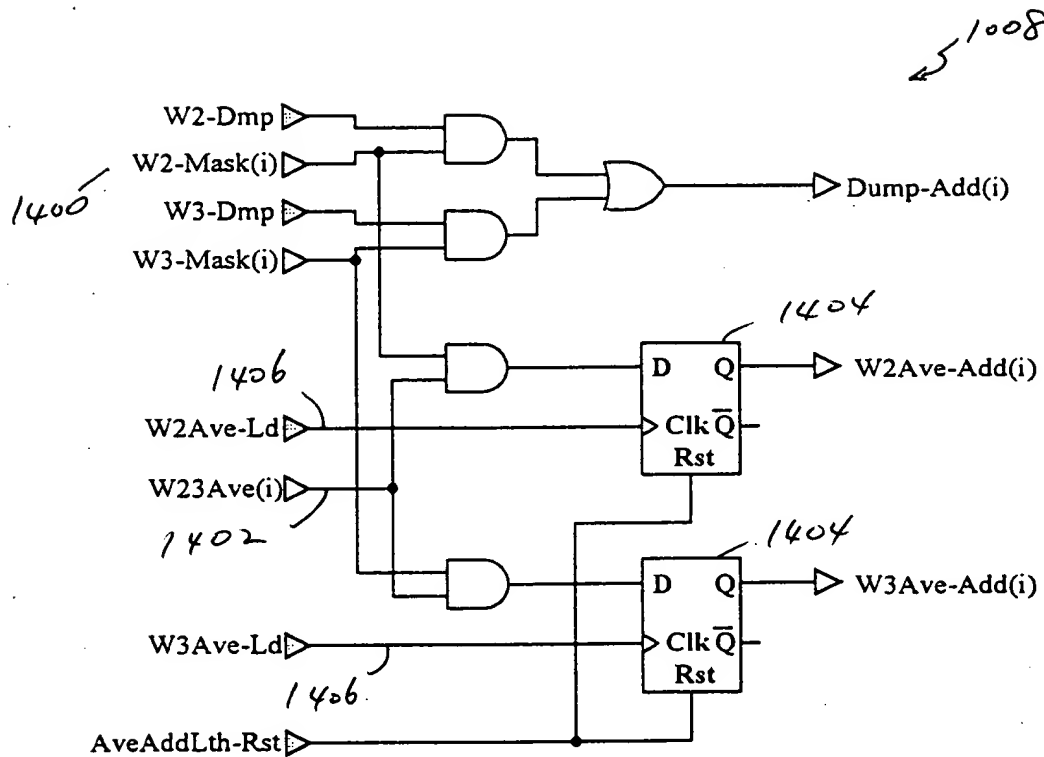 1008
W2-Dmp
W2-Mask(i)
1400
W3-Dmp
W3-Mask(i)
Dump-Add(i)
1404
D Q
W2Ave-Add(i)
1406
W2Ave-Ld
Clk Q̅
Rst
W23Ave(i)
1402
1404
D Q
W3Ave-Add(i)
W3Ave-Ld
Clk Q̅
1406
Rst
AveAddLth-Rst